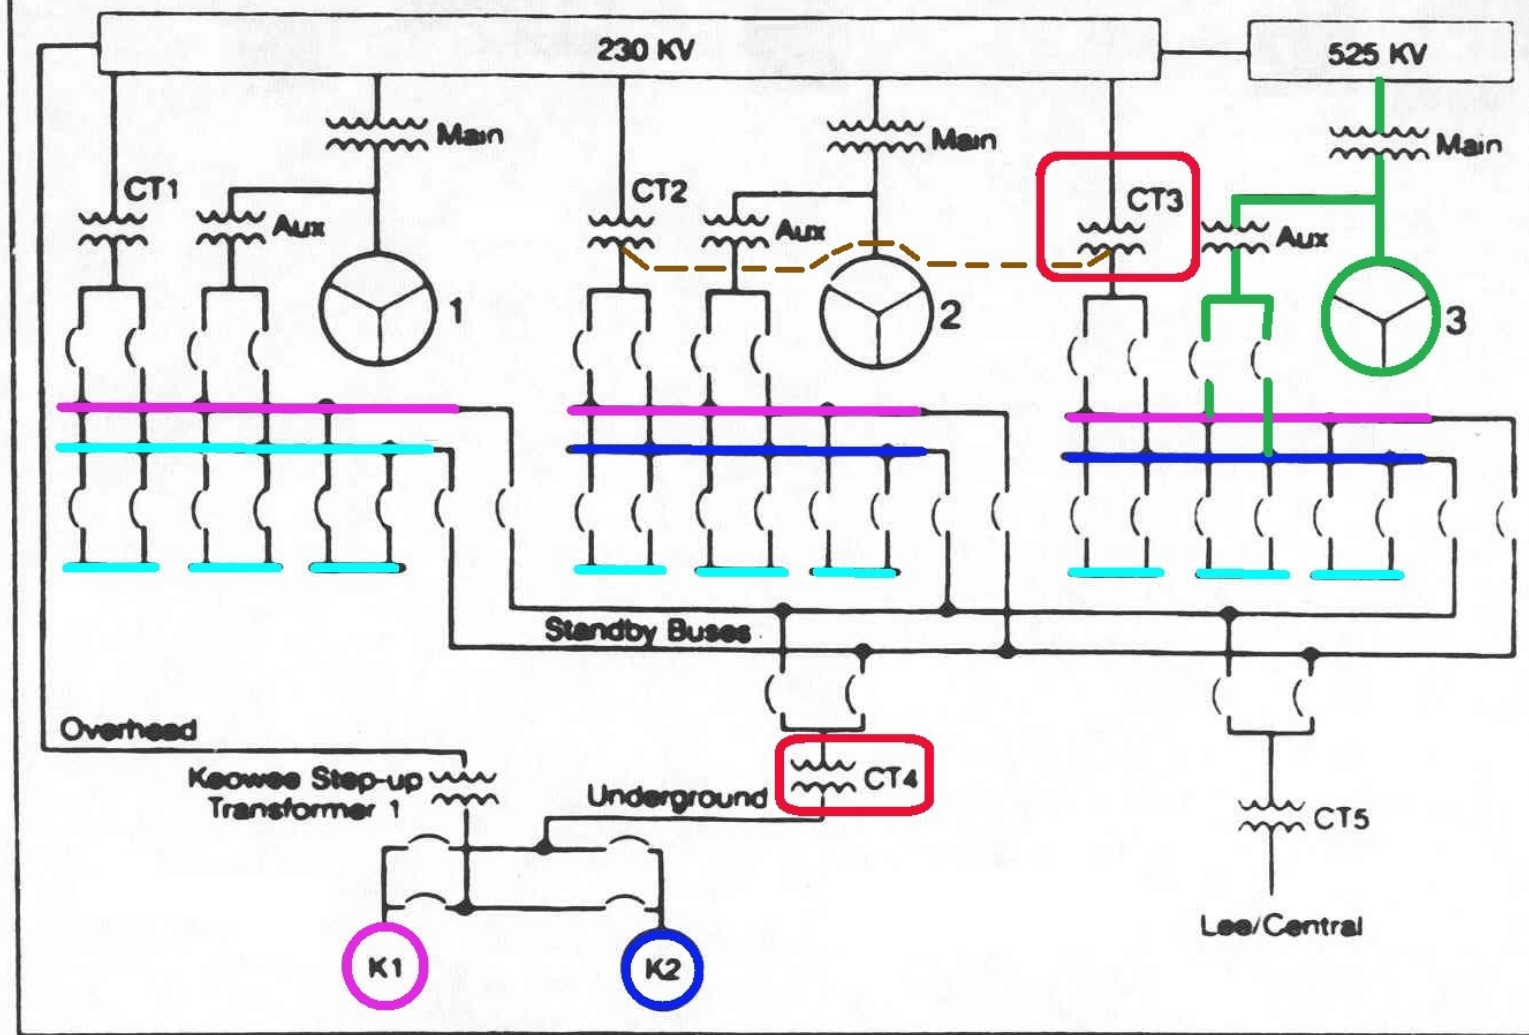 230 KV
525 KV
Main
Main
Main
CT1
CT2
CT3
Aux
Aux
Aux
1
2
3
Standby Buses
Overhead
Keowee Step-up
Transformer 1
Underground
CT4
CT5
Lee/Central
K1
K2